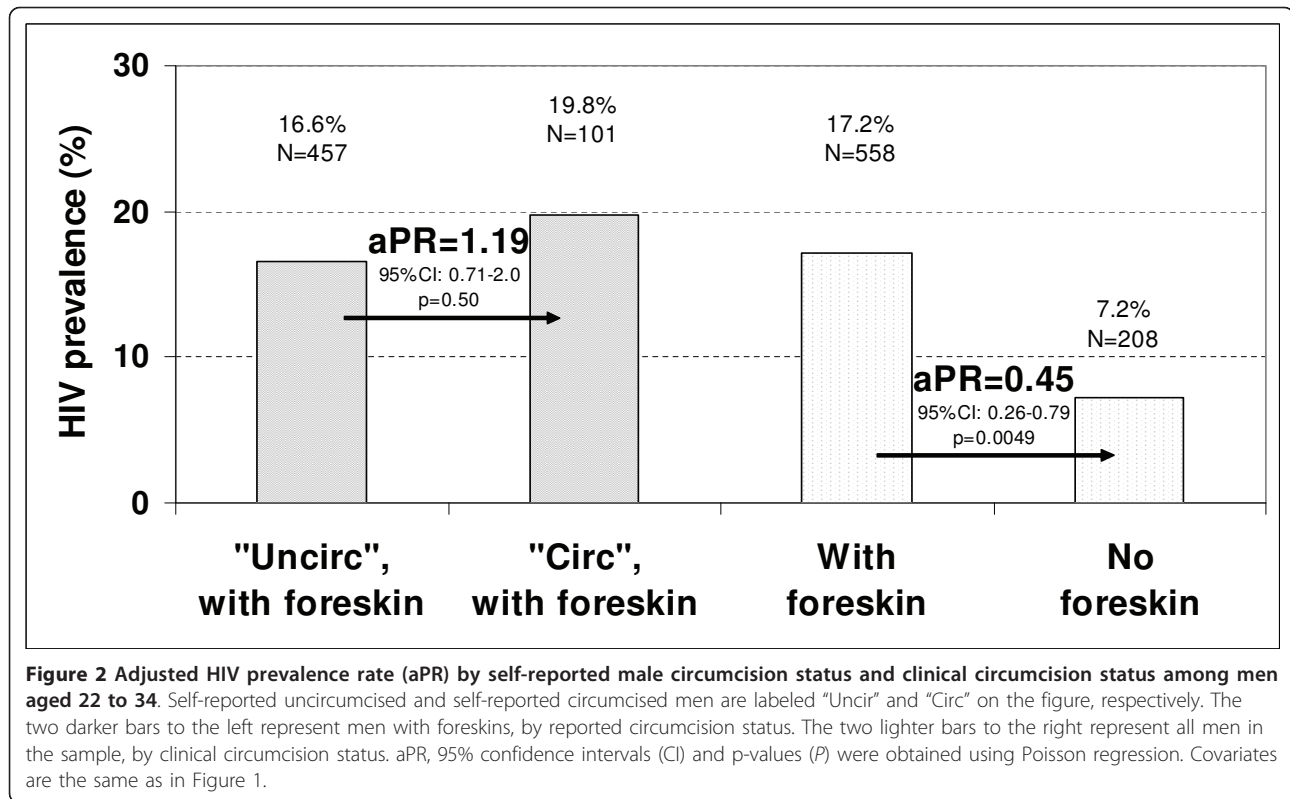 30
20
10
0
HIV prevalence (%)
16.6%
N=457
19.8%
N=101
17.2%
N=558
7.2%
N=208
aPR=1.19
95%CI: 0.71-2.0
p=0.50
aPR=0.45
95%CI: 0.26-0.79
p=0.0049
"Uncirc",
with foreskin
"Circ",
with foreskin
With
foreskin
No
foreskin
Figure 2 Adjusted HIV prevalence rate (aPR) by self-reported male circumcision status and clinical circumcision status among men
aged 22 to 34. Self-reported uncircumcised and self-reported circumcised men are labeled “Uncir” and “Circ” on the figure, respectively. The
two darker bars to the left represent men with foreskins, by reported circumcision status. The two lighter bars to the right represent all men in
the sample, by clinical circumcision status. aPR, 95% confidence intervals (CI) and p-values (P) were obtained using Poisson regression. Covariates
are the same as in Figure 1.